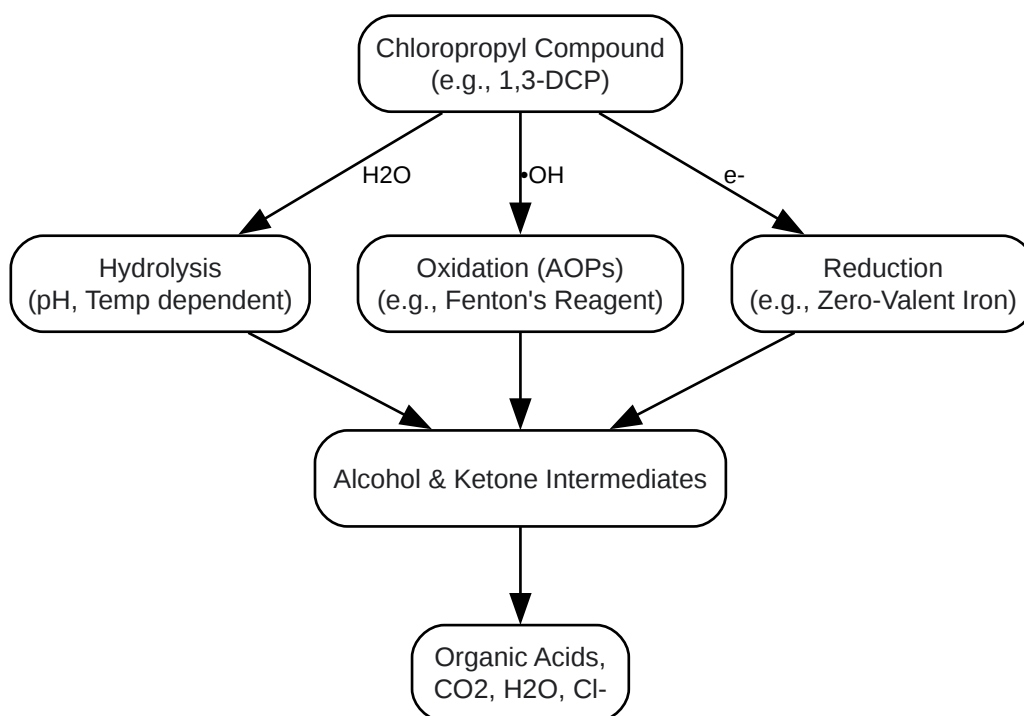 Chloropropyl Compound
(e.g., 1,3-DCP)
H2O
•OH
e-
Hydrolysis
(pH, Temp dependent)
Oxidation (AOPs)
(e.g., Fenton's Reagent)
Reduction
(e.g., Zero-Valent Iron)
Alcohol & Ketone Intermediates
Organic Acids,
CO2, H2O, Cl-